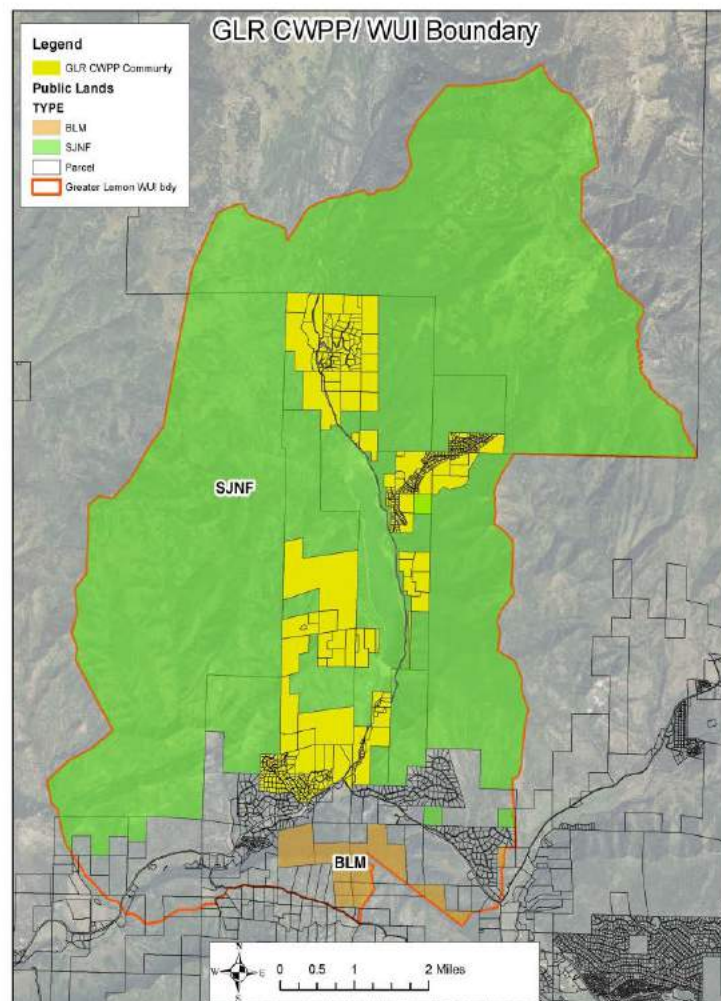 GLR CWPP/ WUI Boundary
Legend
GLR CWPP Communty
Public Lands
TYPE
BLM
SJNF
Parcel
Greater Lemon WUI bdy
SJNF
BLM
N
W
E
S
0 0.5 1 2 Miles